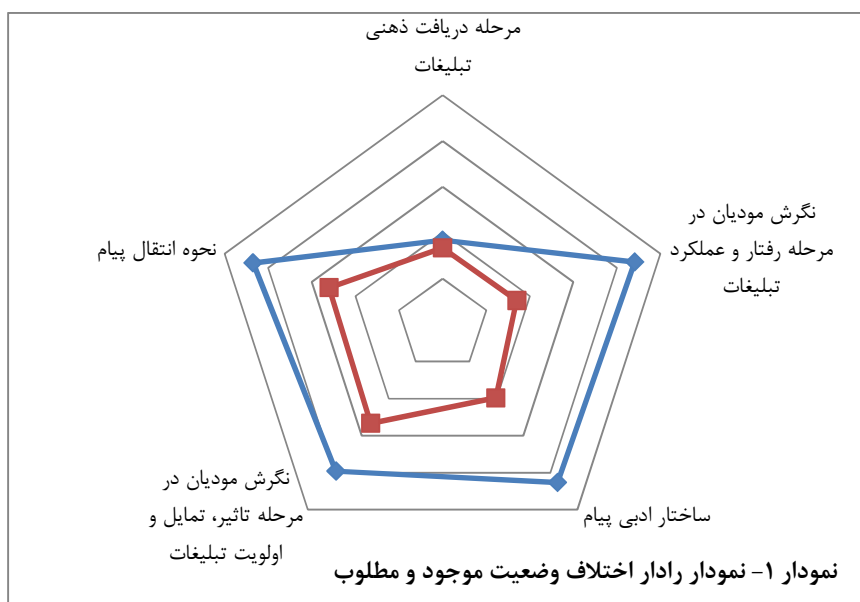 مرحله دریافت ذهنی
تبلیغات
نگرش مودیان در
مرحله رفتار و عملکرد
تبلیغات
نحوه انتقال پیام
نگرش مودیان در
مرحله تاثیر، تمایل و
اولویت تبلیغات
ساختار ادبی پیام
نمودار ۱- نمودار رادار اختلاف وضعیت موجود و مطلوب